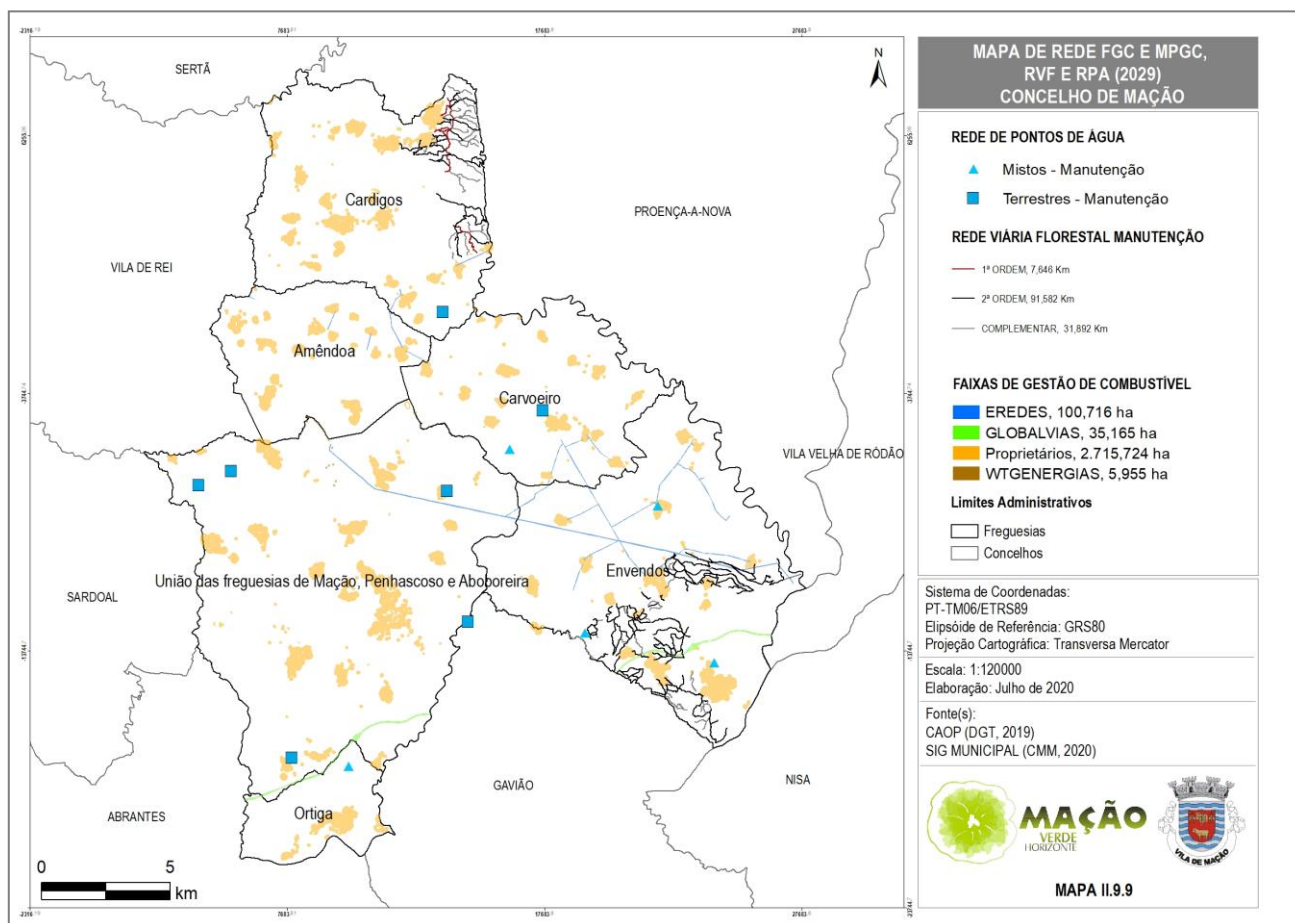 MAPA DE REDE FGC E MPGC,
RVF E RPA (2029)
CONCELHO DE MAÇÃO
REDE DE PONTOS DE ÁGUA
Mistos - Manutenção
Terrestres - Manutenção
REDE VIÁRIA FLORESTAL MANUTENÇÃO
1ª ORDEM, 7,646 Km
2ª ORDEM, 91,582 Km
COMPLEMENTAR, 31,892 Km
FAIXAS DE GESTÃO DE COMBUSTÍVEL
EREDES, 100,716 ha
GLOBALVIAS, 35,165 ha
Proprietários, 2.715,724 ha
WTGENERGIAS, 5,955 ha
Limites Administrativos
Freguesias
Concelhos
Sistema de Coordenadas:
PT-TM06/ETRS89
Elipsóide de Referência: GRS80
Projeção Cartográfica: Transversa Mercator
Escala: 1:120000
Elaboração: Julho de 2020
Fonte(s):
CAOP (DGT, 2019)
SIG MUNICIPAL (CMM, 2020)
MAÇÃO
VERDE
HORIZONTE
VILA DE MAÇÃO
MAPA II.9.9
N
SERTÃ
Cardigos
PROENÇA-A-NOVA
VILA DE REI
Amêndoa
Carvoeiro
VILA VELHA DE RÓDÃO
União das freguesias de Mação, Penhascoso e Aboboreira
Envendos
SARDOAL
GAVIÃO
NISA
ABRANTES
Ortiga
0 5
km